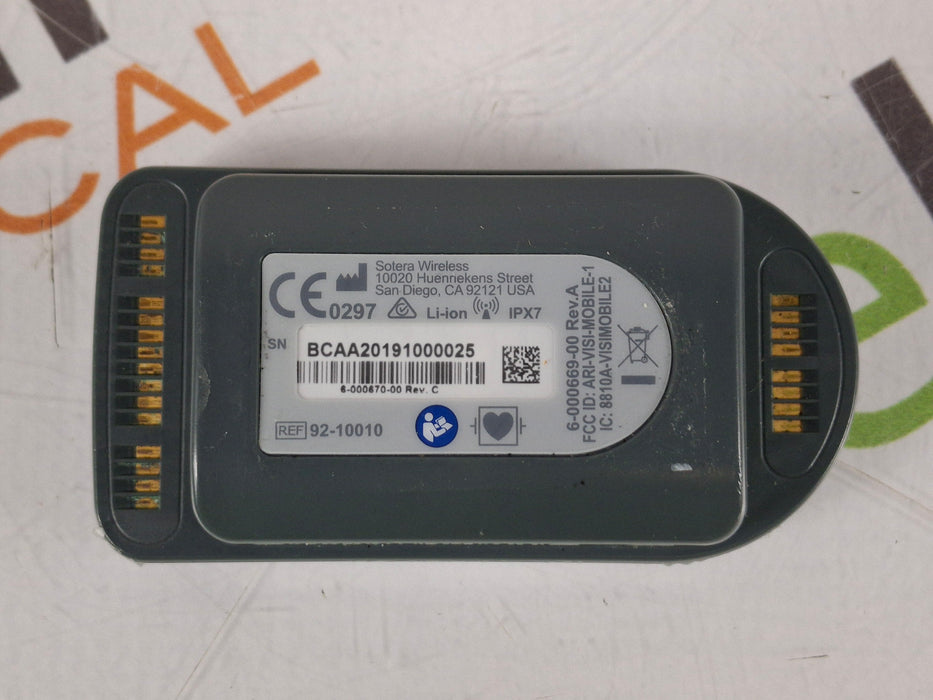 CAL
Sotera Wireless
10020 Huennekens Street
San Diego, CA 92121 USA
CE 0297 Li-ion IPX7
SN
BCAA20191000025
6-000670-00 Rev. C
REF 92-10010
6-000669-00 Rev.A
FCC ID: ARI-VISI-MOBILE-1
IC: 8810A-VISIMOBILE2